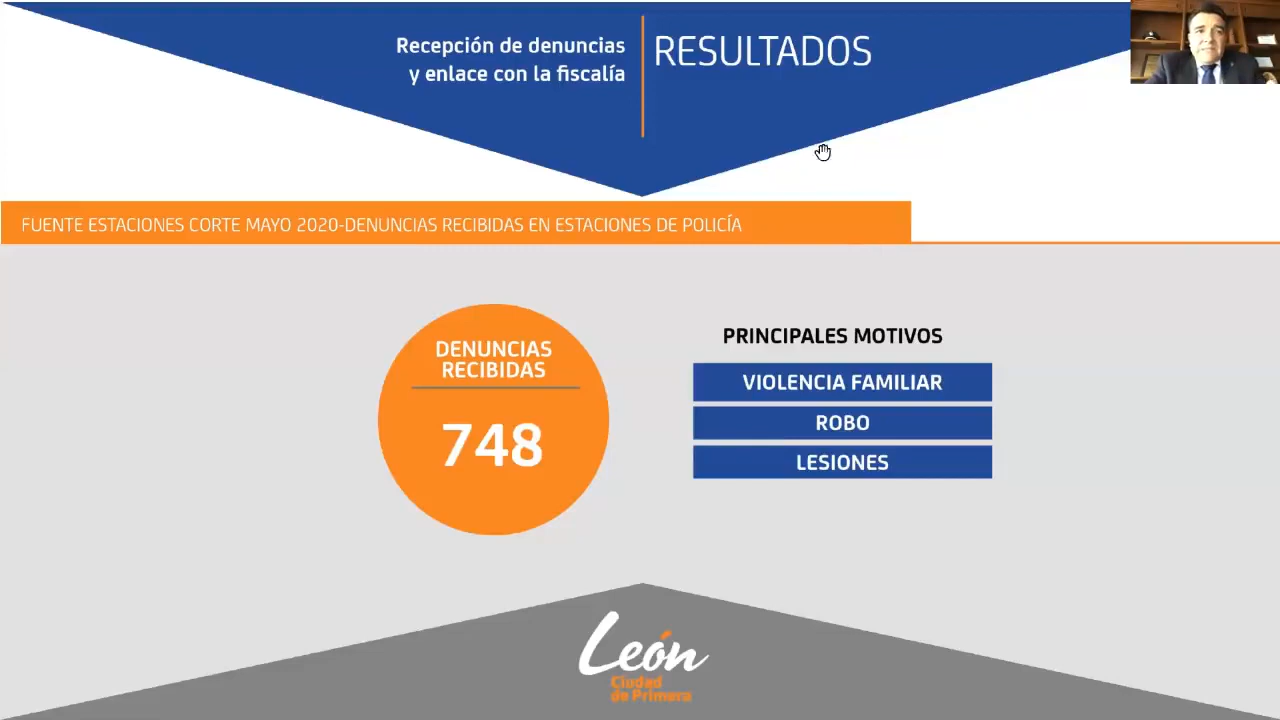 Recepción de denuncias
y enlace con la fiscalía
RESULTADOS
FUENTE ESTACIONES CORTE MAYO 2020-DENUNCIAS RECIBIDAS EN ESTACIONES DE POLICÍA
DENUNCIAS
RECIBIDAS
748
PRINCIPALES MOTIVOS
VIOLENCIA FAMILIAR
ROBO
LESIONES
León
Ciudad
de Primera